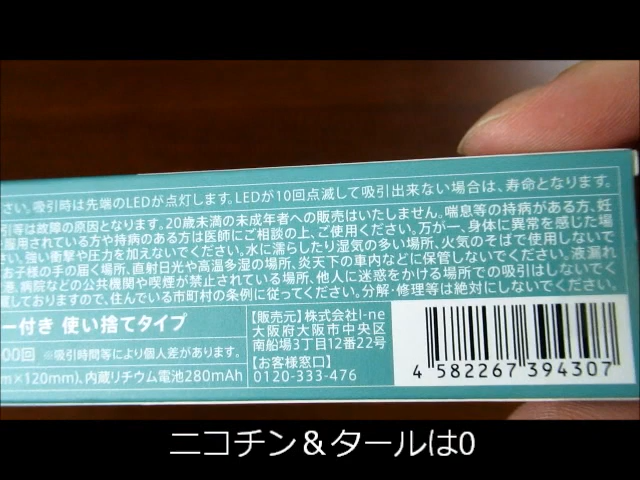 さい。吸引時は先端のLEDが点灯します。LEDが10回点滅して吸引出来ない場合は、寿命となります。
引等は故障の原因となります。20歳未満の未成年者への販売はいたしません。喘息等の持病がある方、妊
服用されている方や持病のある方は医師にご相談の上、ご使用ください。万が一、身体に異常を感じた場
い。強い衝撃や圧力を加えないでください。水に濡らしたり湿気の多い場所、火気のそばで使用しないで
お子様の手の届く場所、直射日光や高温多湿の場所、炎天下の車内などに保管しないでください。液漏れ
港、病院などの公共機関や喫煙が禁止されている場所、他人に迷惑をかける場所での吸引はしないでくだ
属しておりますので、住んでいる市町村の条例に従ってください。分解・修理等は絶対にしないでください。
ー付き 使い捨てタイプ
00回 ※吸引時間等により個人差があります。
m×120mm)、内蔵リチウム電池280mAh
【販売元】株式会社I-ne
大阪府大阪市中央区
南船場3丁目12番22号
【お客様窓口】
0120-333-476
4 582267 394307
ニコチン＆タールは0